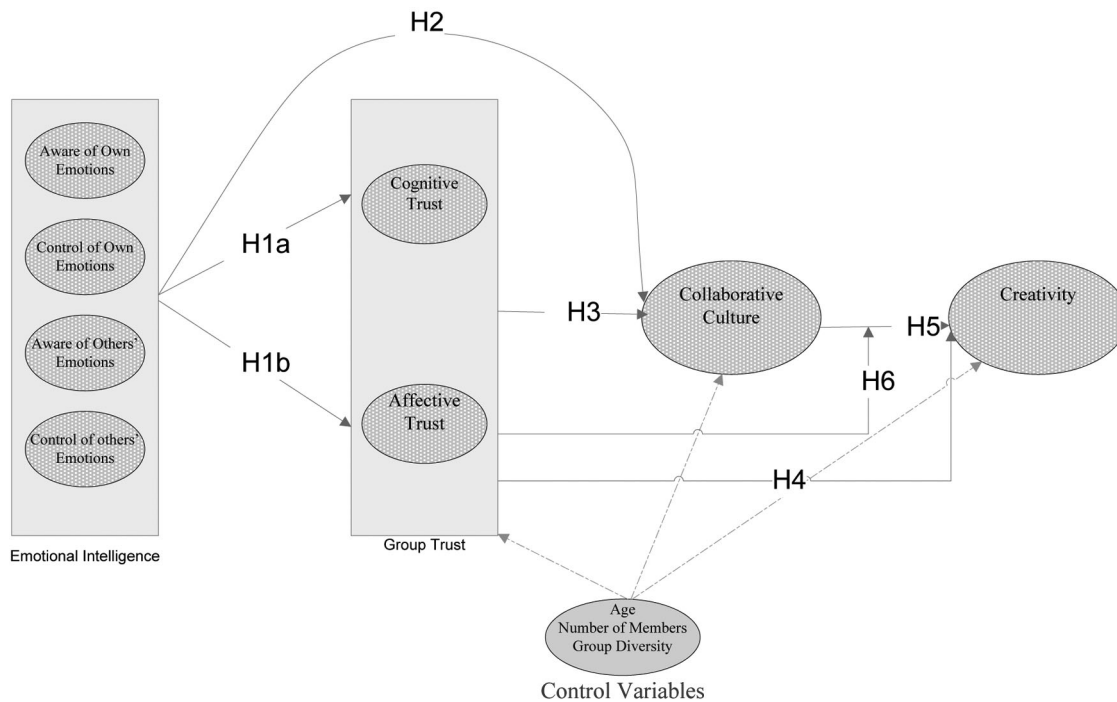 H2
Aware of Own
Emotions
Control of Own
Emotions
Aware of Others'
Emotions
Control of others'
Emotions
Emotional Intelligence
H1a
H1b
Cognitive
Trust
Affective
Trust
Group Trust
H3
Collaborative
Culture
H5
Creativity
H6
H4
Age
Number of Members
Group Diversity
Control Variables